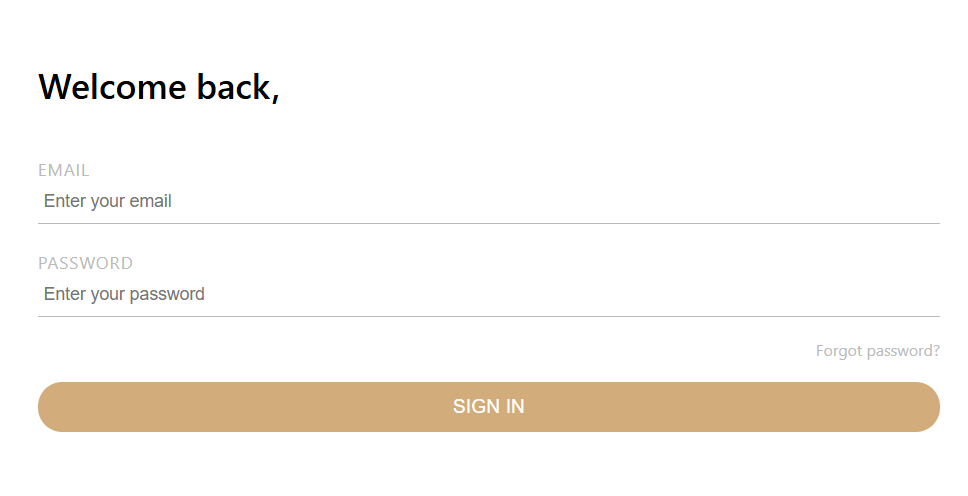 Welcome back,
EMAIL
Enter your email
PASSWORD
Enter your password
Forgot password?
SIGN IN